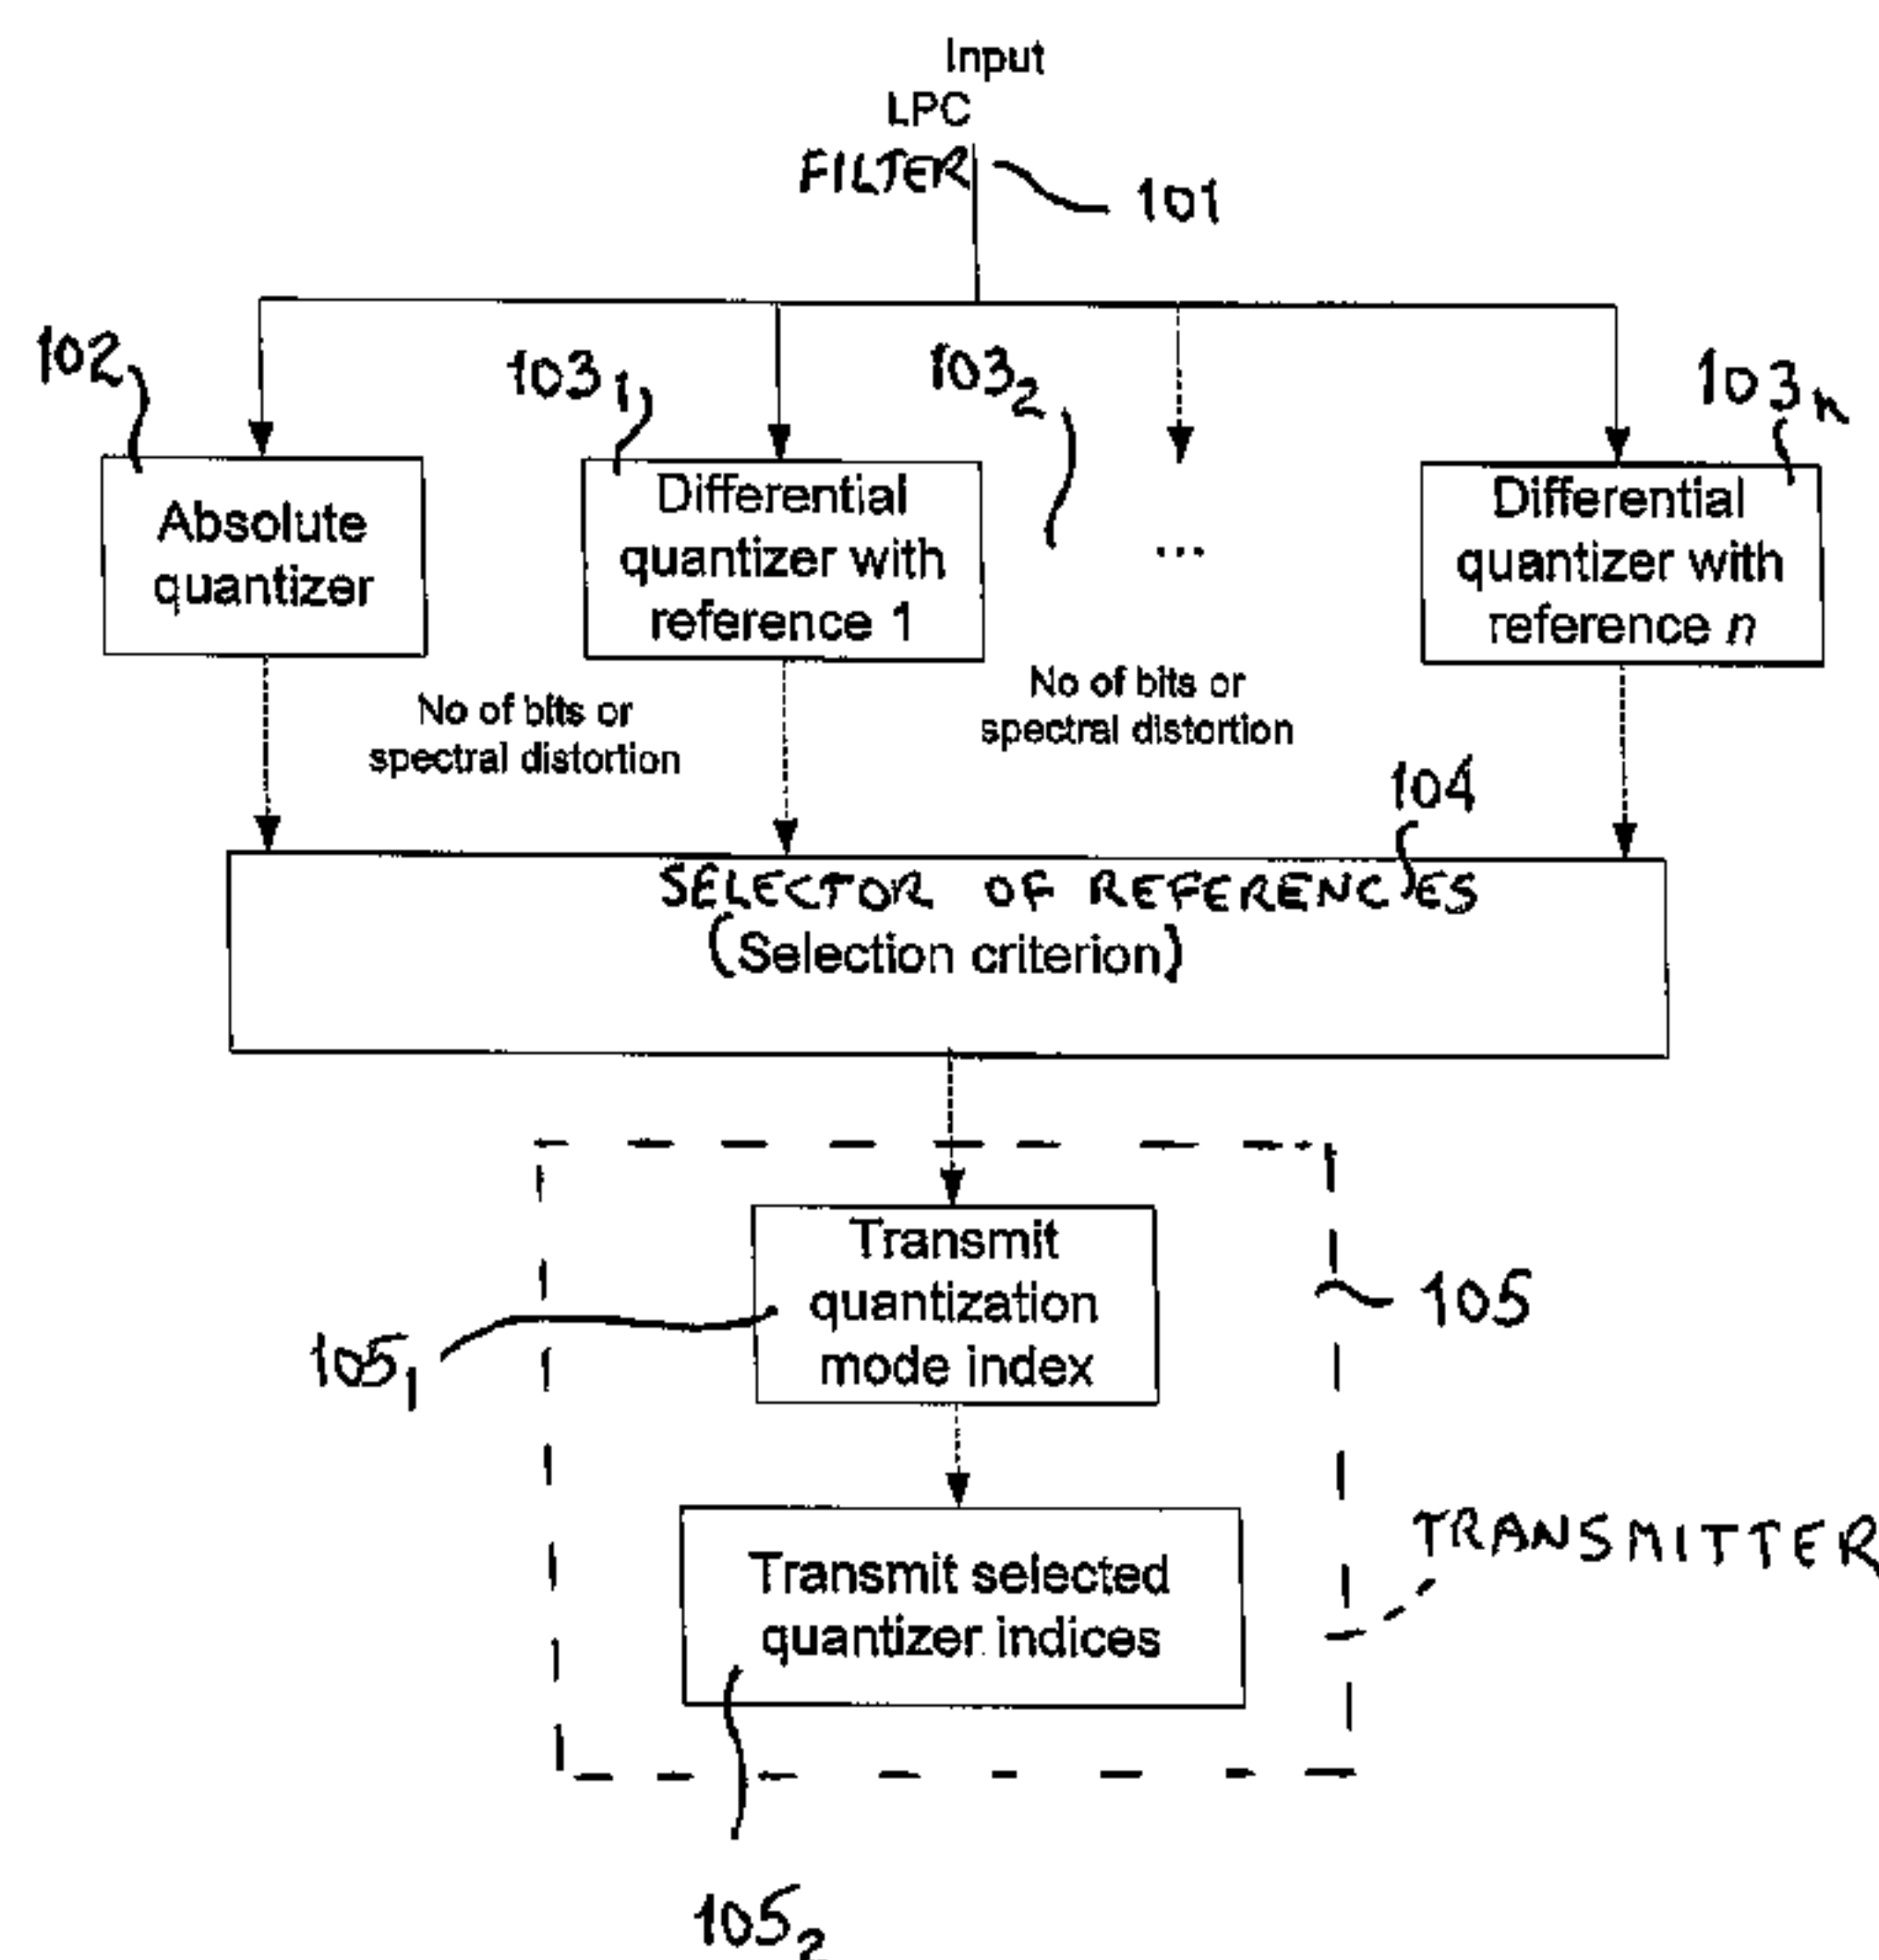 Input
LPC
FILTER
101
102
103₁
103₂
103ₙ
Absolute
quantizer
Differential
quantizer with
reference 1
...
Differential
quantizer with
reference n
No of bits or
spectral distortion
No of bits or
spectral distortion
104
SELECTOR OF REFERENCES
(Selection criterion)
Transmit
quantization
mode index
105
105₁
Transmit selected
quantizer indices
TRANSMITTER
105₂